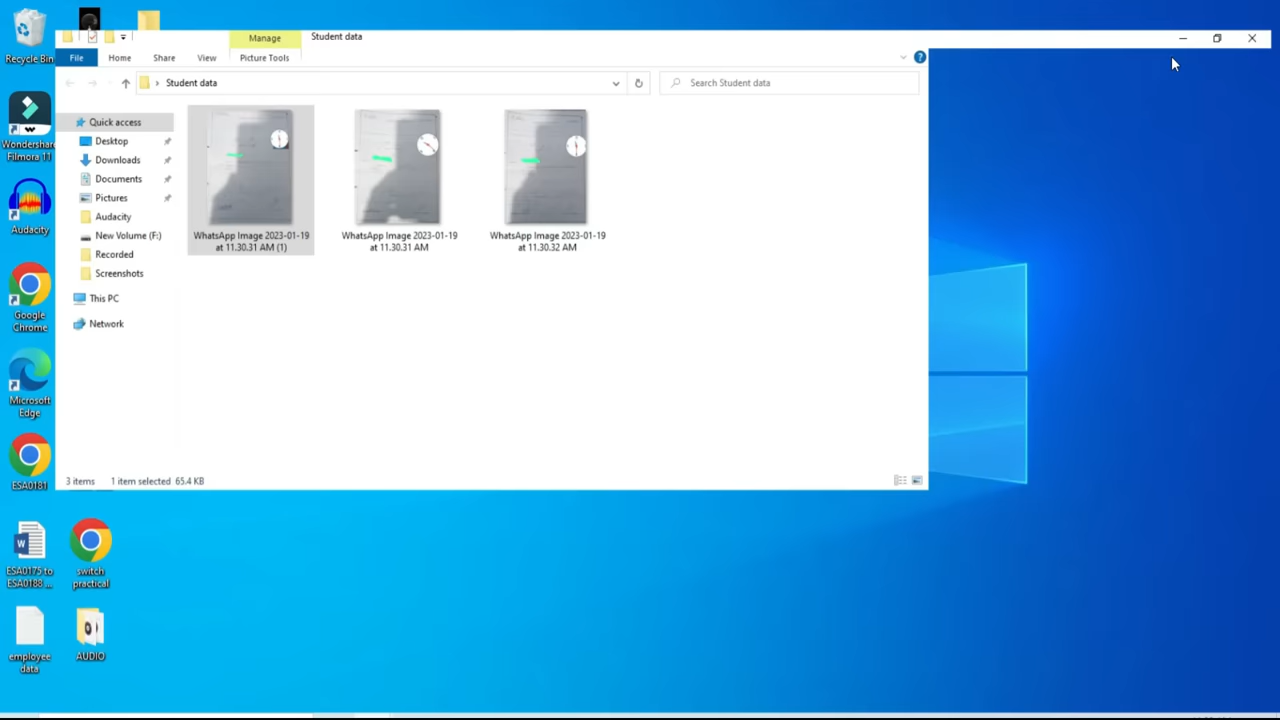 Manage
Student data
File
Home
Share
View
Picture Tools
Student data
Search Student data
Quick access
Desktop
Downloads
Documents
Pictures
Audacity
New Volume (F:)
Recorded
Screenshots
This PC
Network
WhatsApp Image 2023-01-19
at 11.30.31 AM (1)
WhatsApp Image 2023-01-19
at 11.30.31 AM
WhatsApp Image 2023-01-19
at 11.30.32 AM
3 items
1 item selected 65.4 KB
Recycle Bin
Wondershare
Filmora 11
Audacity
Google
Chrome
Microsoft
Edge
ESA0181
ESA0175 to
ESA0188 ...
switch
practical
employee
data
AUDIO